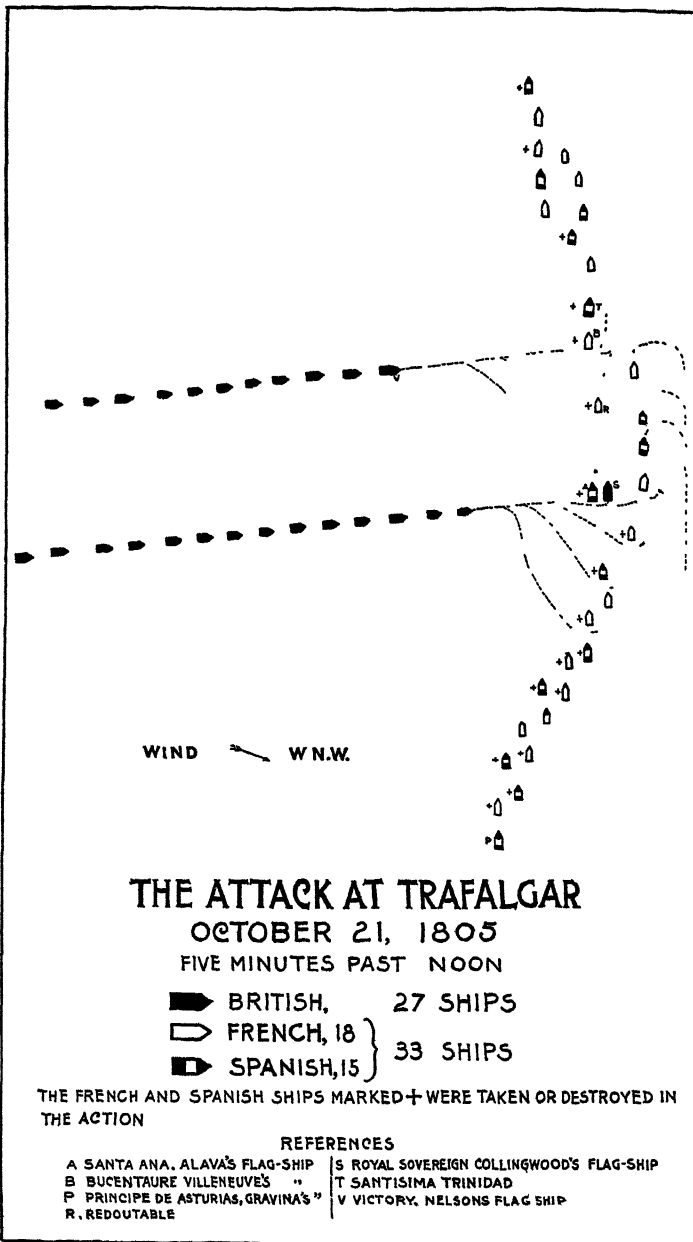 T
B
R
A
S
WIND W N.W.
P
V
THE ATTACK AT TRAFALGAR
OCTOBER 21, 1805
FIVE MINUTES PAST NOON
BRITISH, 27 SHIPS
FRENCH, 18
33 SHIPS
SPANISH, 15
THE FRENCH AND SPANISH SHIPS MARKED + WERE TAKEN OR DESTROYED IN
THE ACTION
REFERENCES
A SANTA ANA. ALAVA'S FLAG-SHIP
B BUCENTAURE VILLENEUVE'S "
P PRINCIPE DE ASTURIAS, GRAVINA'S "
R. REDOUTABLE
S ROYAL SOVEREIGN COLLINGWOOD'S FLAG-SHIP
T SANTISIMA TRINIDAD
V VICTORY. NELSONS FLAG SHIP